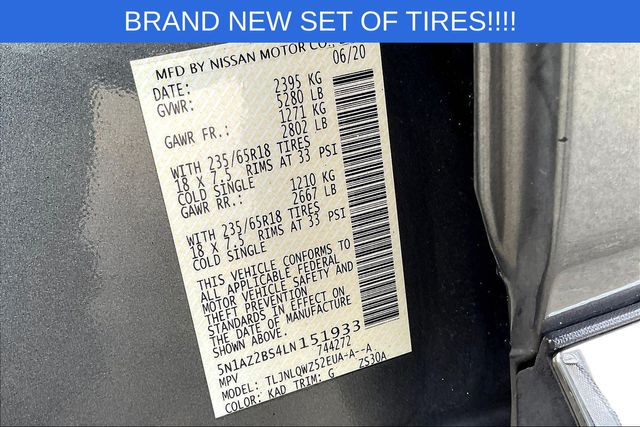 BRAND NEW SET OF TIRES!!!!
MFD BY NISSAN MOTOR CO.,
DATE: 06/20
GVWR: 2395 KG
5280 LB
GAWR FR.: 1271 KG
2802 LB
WITH 235/65R18 TIRES
18 X 7.5 RIMS AT 33 PSI
COLD SINGLE
GAWR RR.: 1210 KG
2667 LB
WITH 235/65R18 TIRES
18 X 7.5 RIMS AT 33 PSI
COLD SINGLE
THIS VEHICLE CONFORMS TO
ALL APPLICABLE FEDERAL
MOTOR VEHICLE SAFETY AND
THEFT PREVENTION
STANDARDS IN EFFECT ON
THE DATE OF MANUFACTURE
SHOWN ABOVE.
5N1AZ2BS4LN151933
MPV 744272
MODEL: TLJNLQWZ52EUA-A--A
COLOR: KAD TRIM: G ZS30A